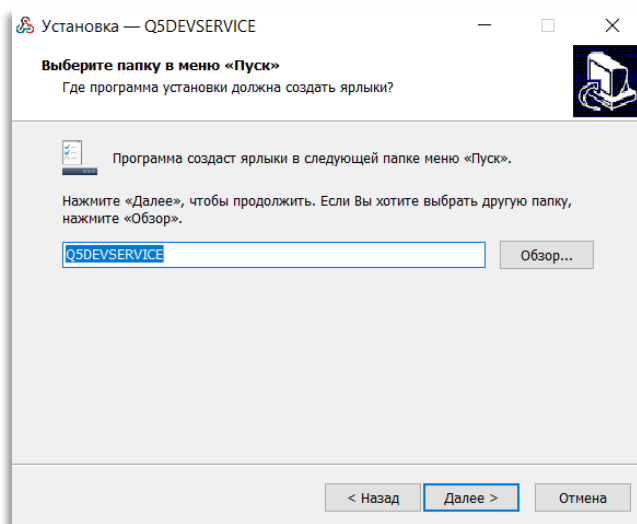 Установка — Q5DEVSERVICE
Выберите папку в меню «Пуск»
Где программа установки должна создать ярлыки?
Программа создаст ярлыки в следующей папке меню «Пуск».
Нажмите «Далее», чтобы продолжить. Если Вы хотите выбрать другую папку,
нажмите «Обзор».
Q5DEVSERVICE
Обзор...
< Назад
Далее >
Отмена